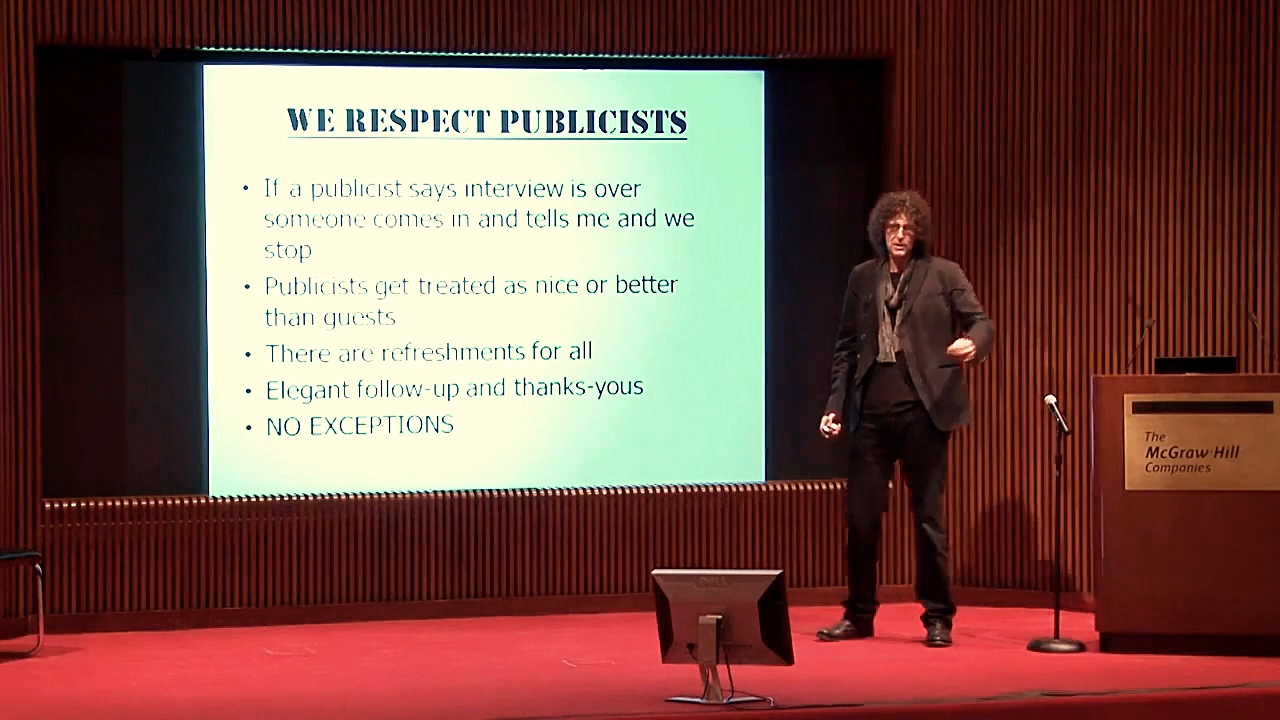 WE RESPECT PUBLICISTS
• If a publicist says interview is over
someone comes in and tells me and we
stop
• Publicists get treated as nice or better
than guests
• There are refreshments for all
• Elegant follow-up and thanks-yous
• NO EXCEPTIONS
The
McGraw·Hill
Companies
DELL